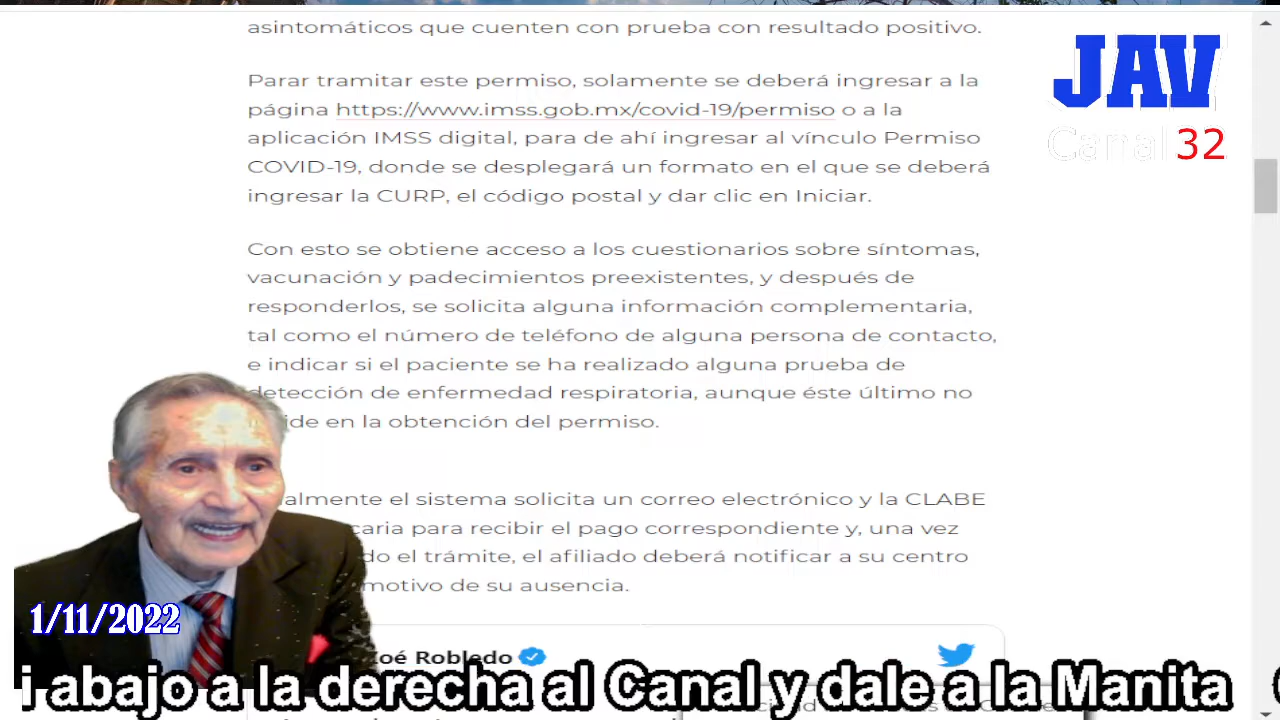 asintomáticos que cuenten con prueba con resultado positivo.
JAV
Canal 32
Parar tramitar este permiso, solamente se deberá ingresar a la
página https://www.imss.gob.mx/covid-19/permiso o a la
aplicación IMSS digital, para de ahí ingresar al vínculo Permiso
COVID-19, donde se desplegará un formato en el que se deberá
ingresar la CURP, el código postal y dar clic en Iniciar.
Con esto se obtiene acceso a los cuestionarios sobre síntomas,
vacunación y padecimientos preexistentes, y después de
responderlos, se solicita alguna información complementaria,
tal como el número de teléfono de alguna persona de contacto,
e indicar si el paciente se ha realizado alguna prueba de
detección de enfermedad respiratoria, aunque éste último no
ide en la obtención del permiso.
almente el sistema solicita un correo electrónico y la CLABE
caria para recibir el pago correspondiente y, una vez
do el trámite, el afiliado deberá notificar a su centro
motivo de su ausencia.
1/11/2022
Zoé Robledo
i abajo a la derecha al Canal y dale a la Manita